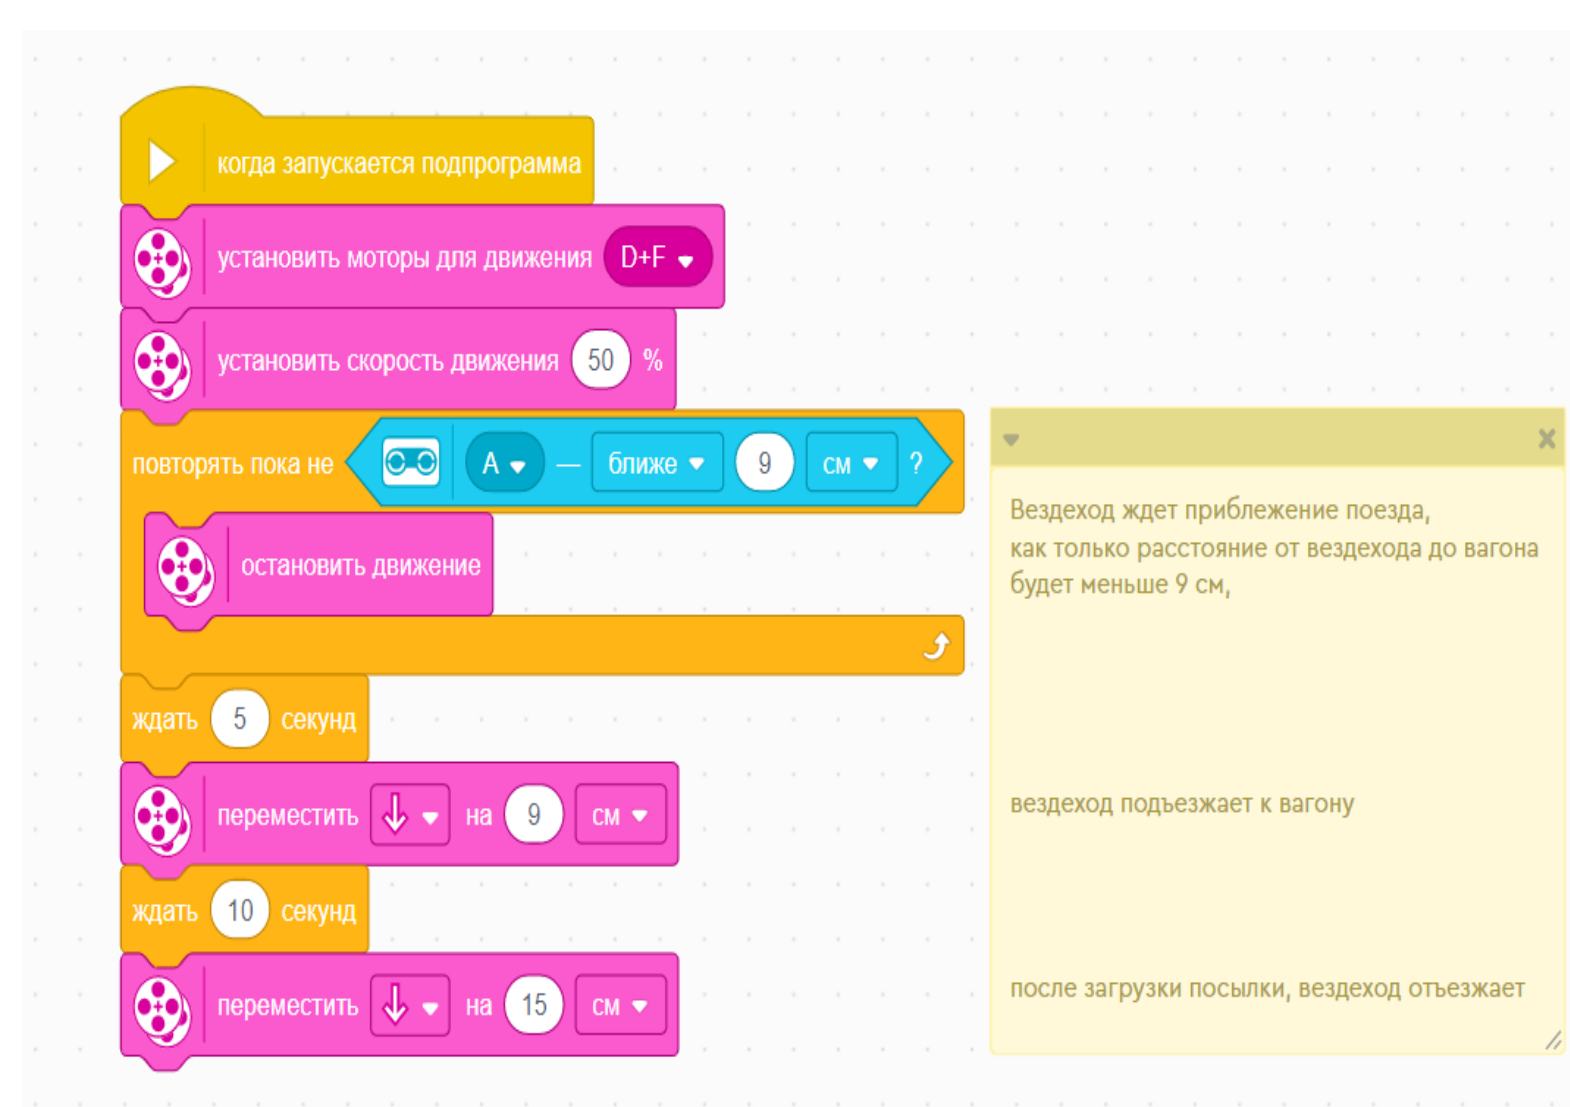 когда запускается подпрограмма
установить моторы для движения D+F
установить скорость движения 50 %
повторять пока не A — ближе 9 см ?
остановить движение
ждать 5 секунд
переместить на 9 см
ждать 10 секунд
переместить на 15 см
Вездеход ждет приблежение поезда,
как только расстояние от вездехода до вагона
будет меньше 9 см,
вездеход подъезжает к вагону
после загрузки посылки, вездеход отъезжает